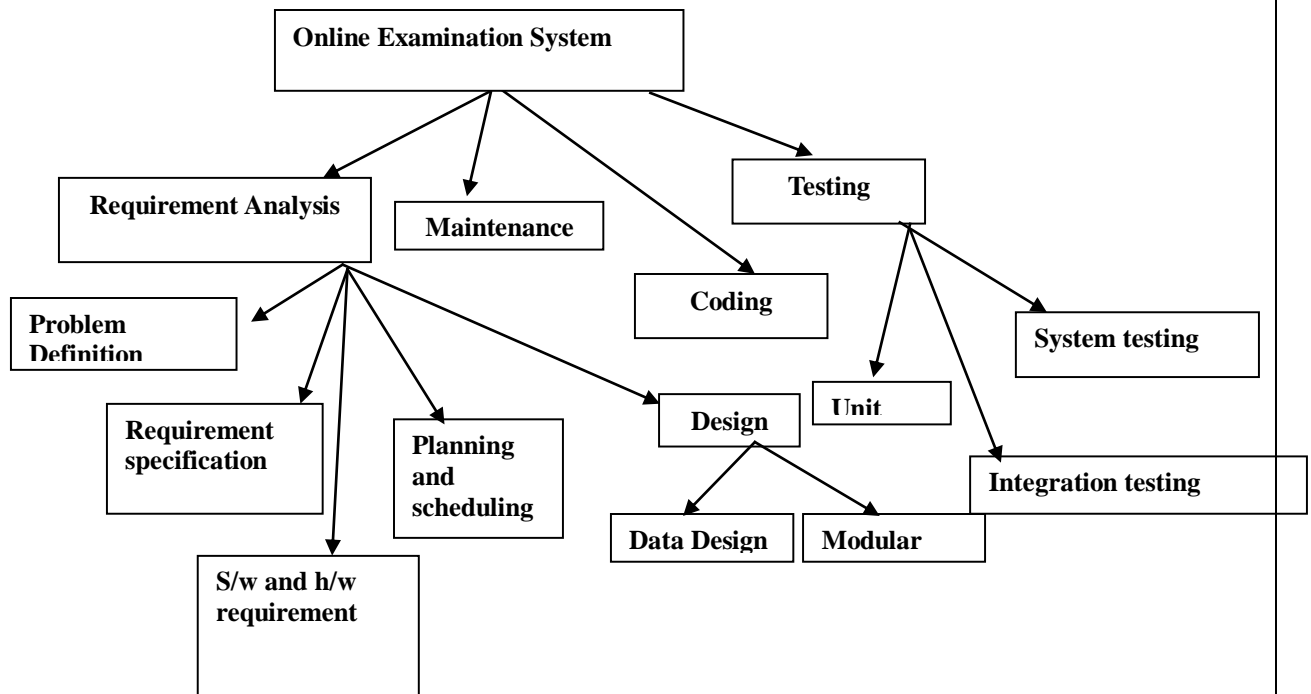 Online Examination System
Testing
Requirement Analysis
Maintenance
Coding
Problem
Definition
System testing
Unit
Design
Requirement
specification
Planning
and
scheduling
Integration testing
Data Design
Modular
S/w and h/w
requirement